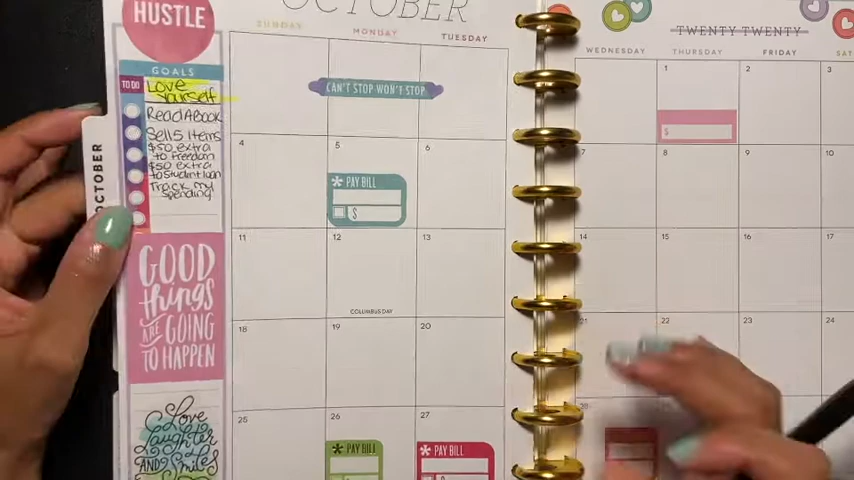 OCTOBER
HUSTLE
TWENTY TWENTY
SUNDAY MONDAY TUESDAY WEDNESDAY THURSDAY FRIDAY
GOALS
TO DO
Love
yourself
Read A Book
Sell 5 Items
$50 extra
to Freedom
$50 extra
to student loan
Track my
spending
CAN'T STOP WON'T STOP
1 2 3
$
OCTOBER
4 5 6 7 8 9 10
PAY BILL
$
GOOD
things
ARE GOING
TO HAPPEN
11 12 13 14 15 16 17
COLUMBUS DAY
18 19 20 21 22 23 24
Love
laughter
AND Smiles
25 26 27
PAY BILL
PAY BILL
$